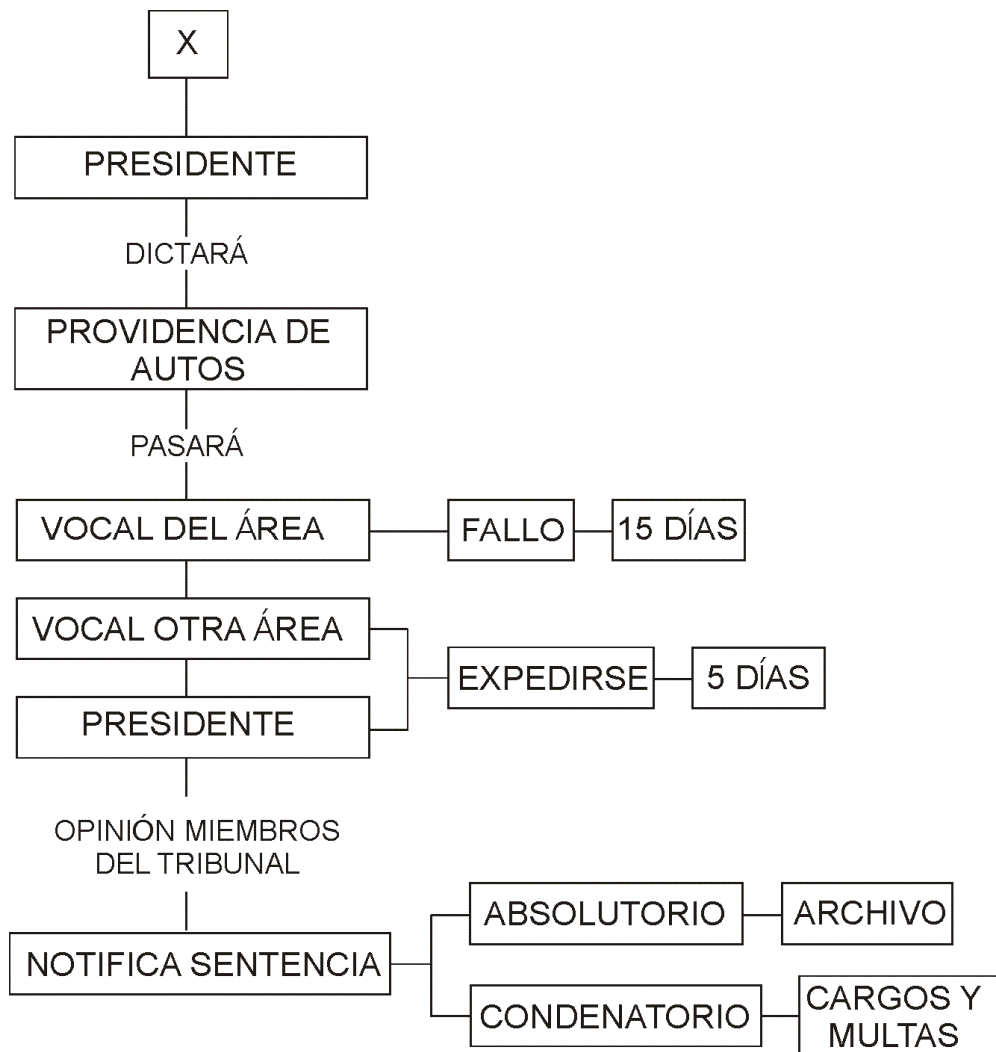 X
PRESIDENTE
DICTARÁ
PROVIDENCIA DE
AUTOS
PASARÁ
VOCAL DEL ÁREA
FALLO
15 DÍAS
VOCAL OTRA ÁREA
EXPEDIRSE
5 DÍAS
PRESIDENTE
OPINIÓN MIEMBROS
DEL TRIBUNAL
NOTIFICA SENTENCIA
ABSOLUTORIO
ARCHIVO
CONDENATORIO
CARGOS Y
MULTAS